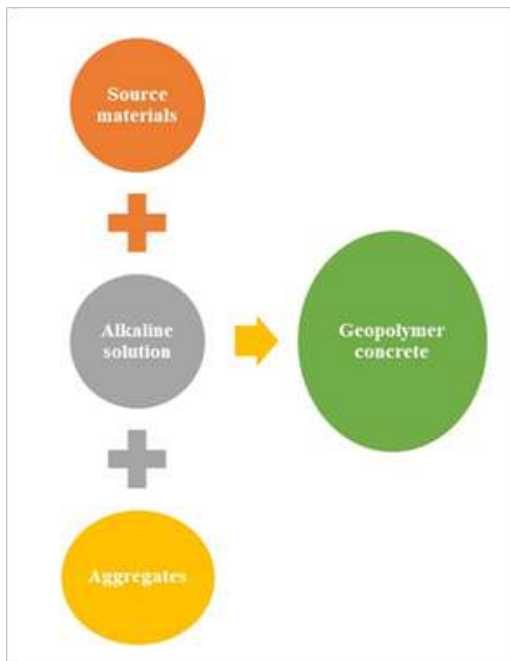 Source
materials
Alkaline
solution
Geopolymer
concrete
Aggregates